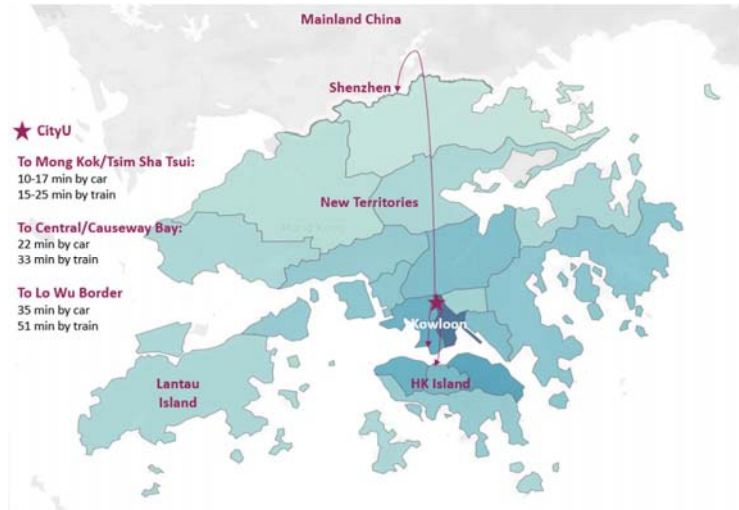 Mainland China
Shenzhen
CityU
To Mong Kok/Tsim Sha Tsui:
10-17 min by car
15-25 min by train
New Territories
To Central/Causeway Bay:
22 min by car
33 min by train
To Lo Wu Border
35 min by car
51 min by train
Kowloon
Lantau
Island
HK Island